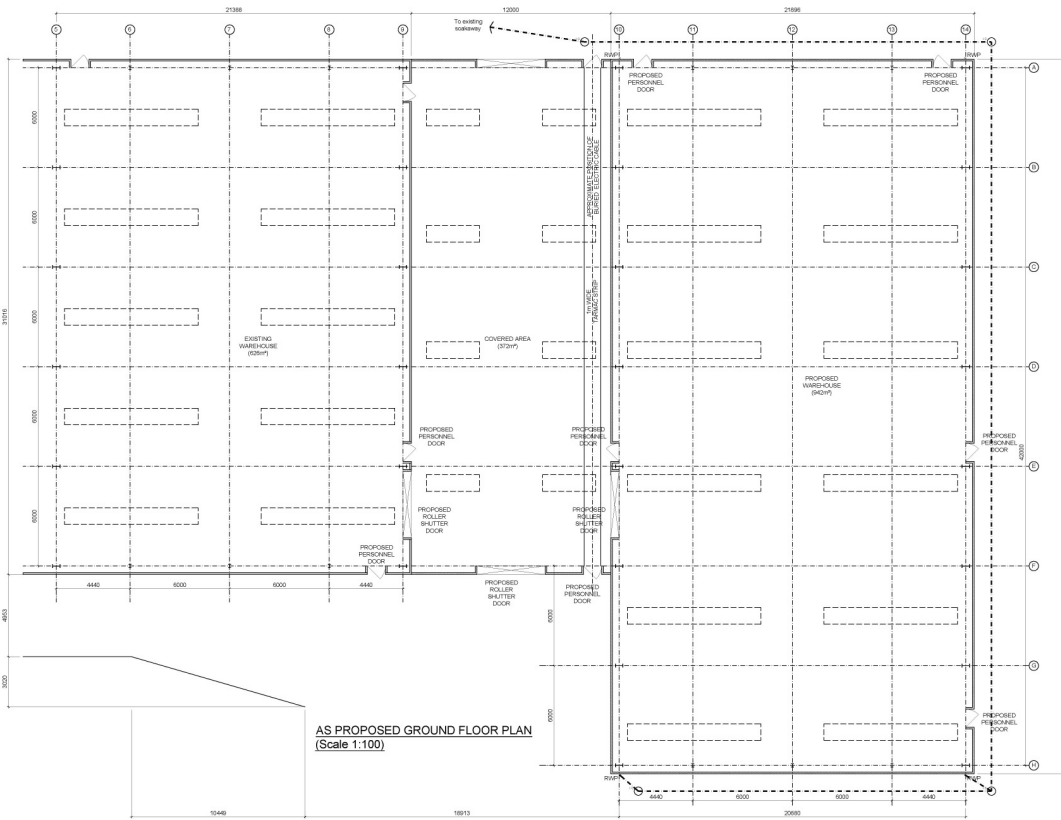 21388
12000
21896
To existing
soakaway
5
6
7
8
9
10
11
12
13
14
RWP
RWP
PROPOSED
PERSONNEL
DOOR
PROPOSED
PERSONNEL
DOOR
A
B
C
D
E
F
G
H
6000
6000
6000
6000
6000
31016
4953
3020
APPROXIMATE POSITION OF
BURIED ELECTRIC CABLE
1m WIDE
TARMAC STRIP
EXISTING
WAREHOUSE
(626m²)
COVERED AREA
(372m²)
PROPOSED
WAREHOUSE
(942m²)
PROPOSED
PERSONNEL
DOOR
PROPOSED
PERSONNEL
DOOR
PROPOSED
PERSONNEL
DOOR
42000
PROPOSED
ROLLER
SHUTTER
DOOR
PROPOSED
ROLLER
SHUTTER
DOOR
PROPOSED
PERSONNEL
DOOR
4440
6000
6000
4440
PROPOSED
ROLLER
SHUTTER
DOOR
PROPOSED
PERSONNEL
DOOR
6000
6000
PROPOSED
PERSONNEL
DOOR
AS PROPOSED GROUND FLOOR PLAN
(Scale 1:100)
RWP
RWP
4440
6000
6000
4440
10449
18913
20880